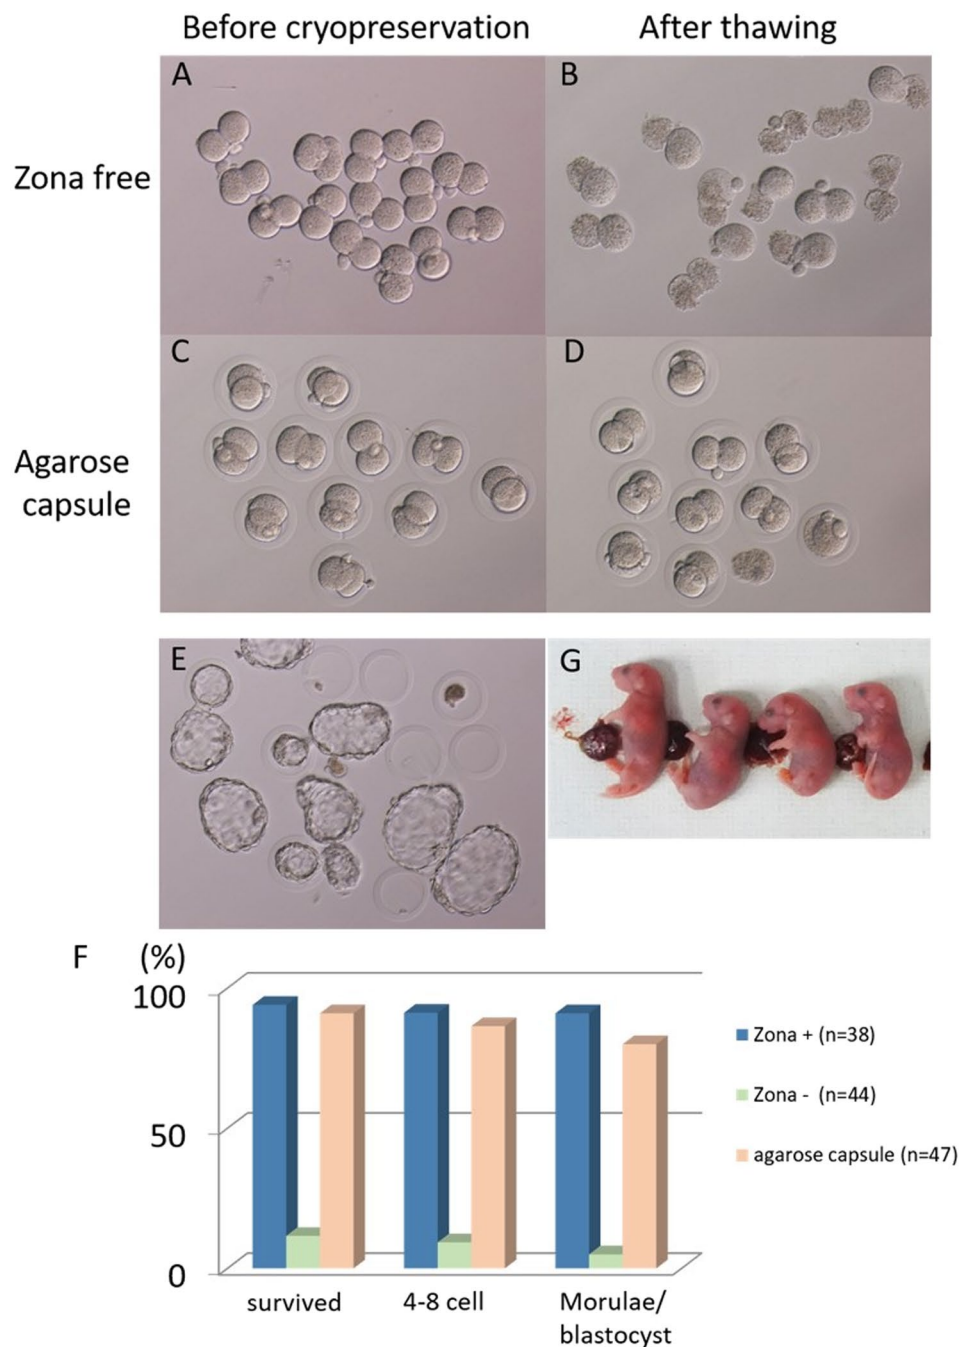 Before cryopreservation
After thawing
A
B
Zona free
C
D
Agarose
capsule
E
G
F
(%)
100
50
0
survived
4-8 cell
Morulae/
blastocyst
Zona + (n=38)
Zona - (n=44)
agarose capsule (n=47)